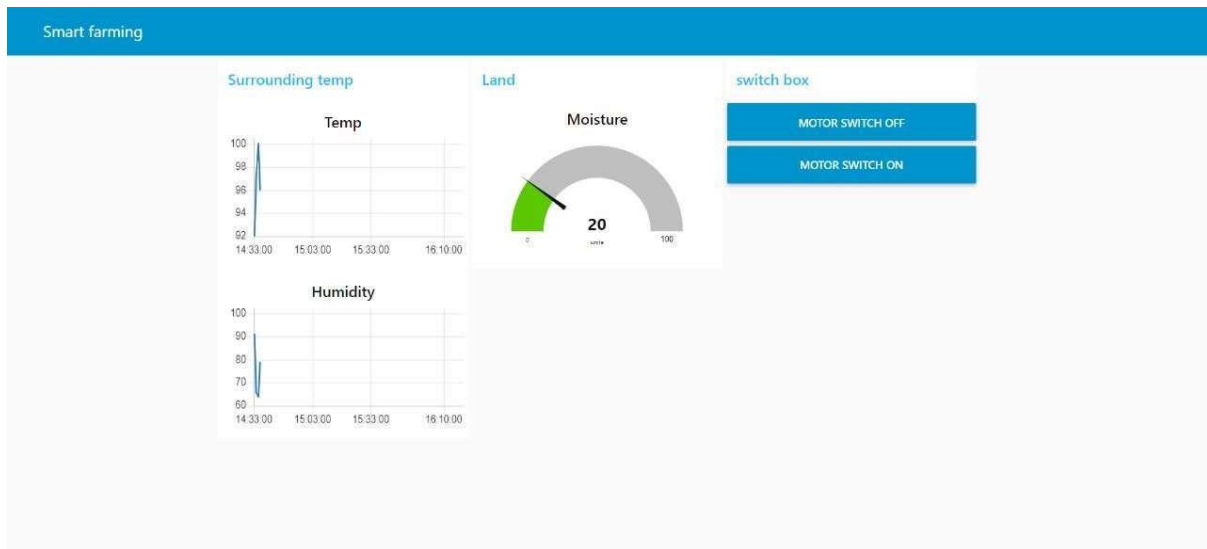 Smart farming
Surrounding temp
Temp
100
98
96
94
92
14:33:00 15:03:00 15:33:00 16:10:00
Humidity
100
90
80
70
60
14:33:00 15:03:00 15:33:00 16:10:00
Land
Moisture
20
units
0 100
switch box
MOTOR SWITCH OFF
MOTOR SWITCH ON